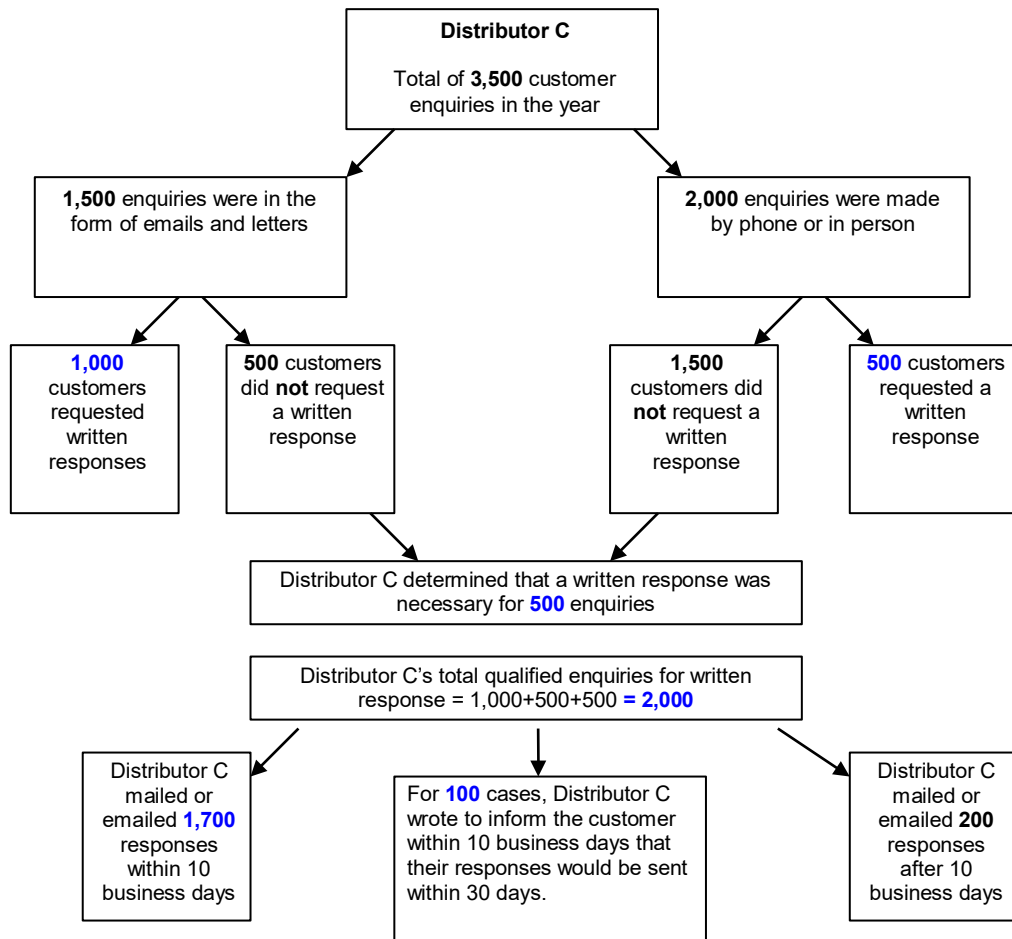 Distributor C
Total of 3,500 customer
enquiries in the year
1,500 enquiries were in the
form of emails and letters
2,000 enquiries were made
by phone or in person
1,000
customers
requested
written
responses
500 customers
did not request
a written
response
1,500
customers did
not request a
written
response
500 customers
requested a
written
response
Distributor C determined that a written response was
necessary for 500 enquiries
Distributor C’s total qualified enquiries for written
response = 1,000+500+500 = 2,000
Distributor C
mailed or
emailed 1,700
responses
within 10
business days
For 100 cases, Distributor C
wrote to inform the customer
within 10 business days that
their responses would be sent
within 30 days.
Distributor C
mailed or
emailed 200
responses
after 10
business days